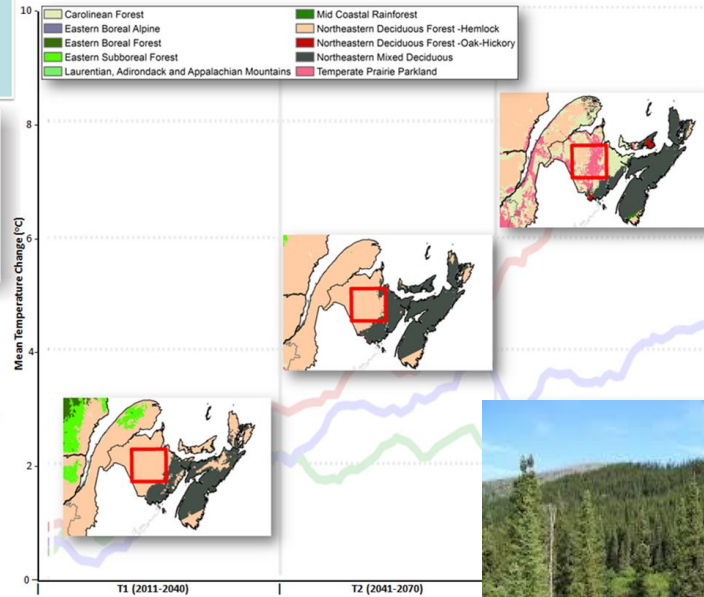 10
Carolinean Forest
Eastern Boreal Alpine
Eastern Boreal Forest
Eastern Subboreal Forest
Laurentian, Adirondack and Appalachian Mountains
Mid Coastal Rainforest
Northeastern Deciduous Forest -Hemlock
Northeastern Deciduous Forest -Oak-Hickory
Northeastern Mixed Deciduous
Temperate Prairie Parkland
8
6
Mean Temperature Change (°C)
4
2
0
T1 (2011-2040)
T2 (2041-2070)